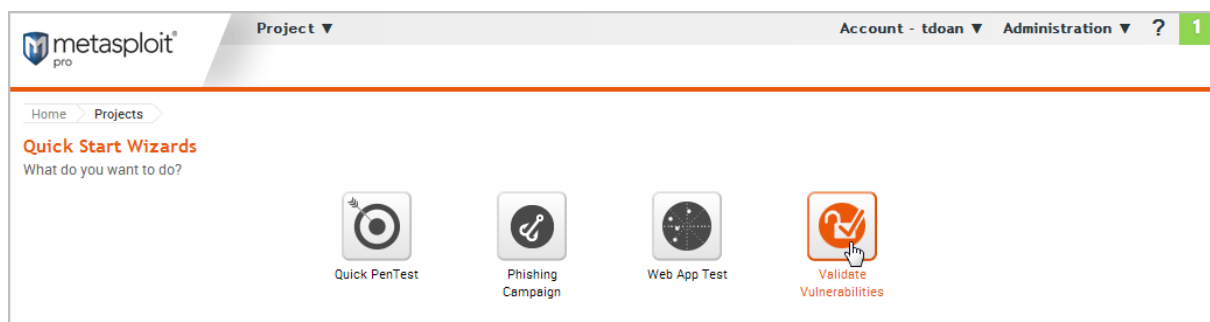 metasploit®
pro
Project ▼
Account - tdoan ▼ Administration ▼ ? 1
Home Projects
Quick Start Wizards
What do you want to do?
Quick PenTest
Phishing
Campaign
Web App Test
Validate
Vulnerabilities